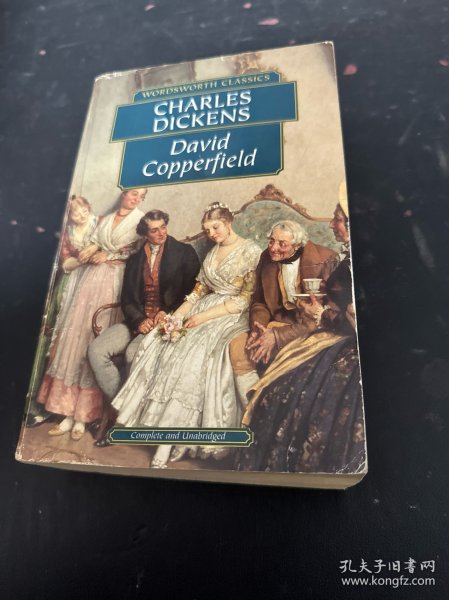 WORDSWORTH CLASSICS
CHARLES
DICKENS
David
Copperfield
Complete and Unabridged
孔夫子旧书网
www.kongfz.com